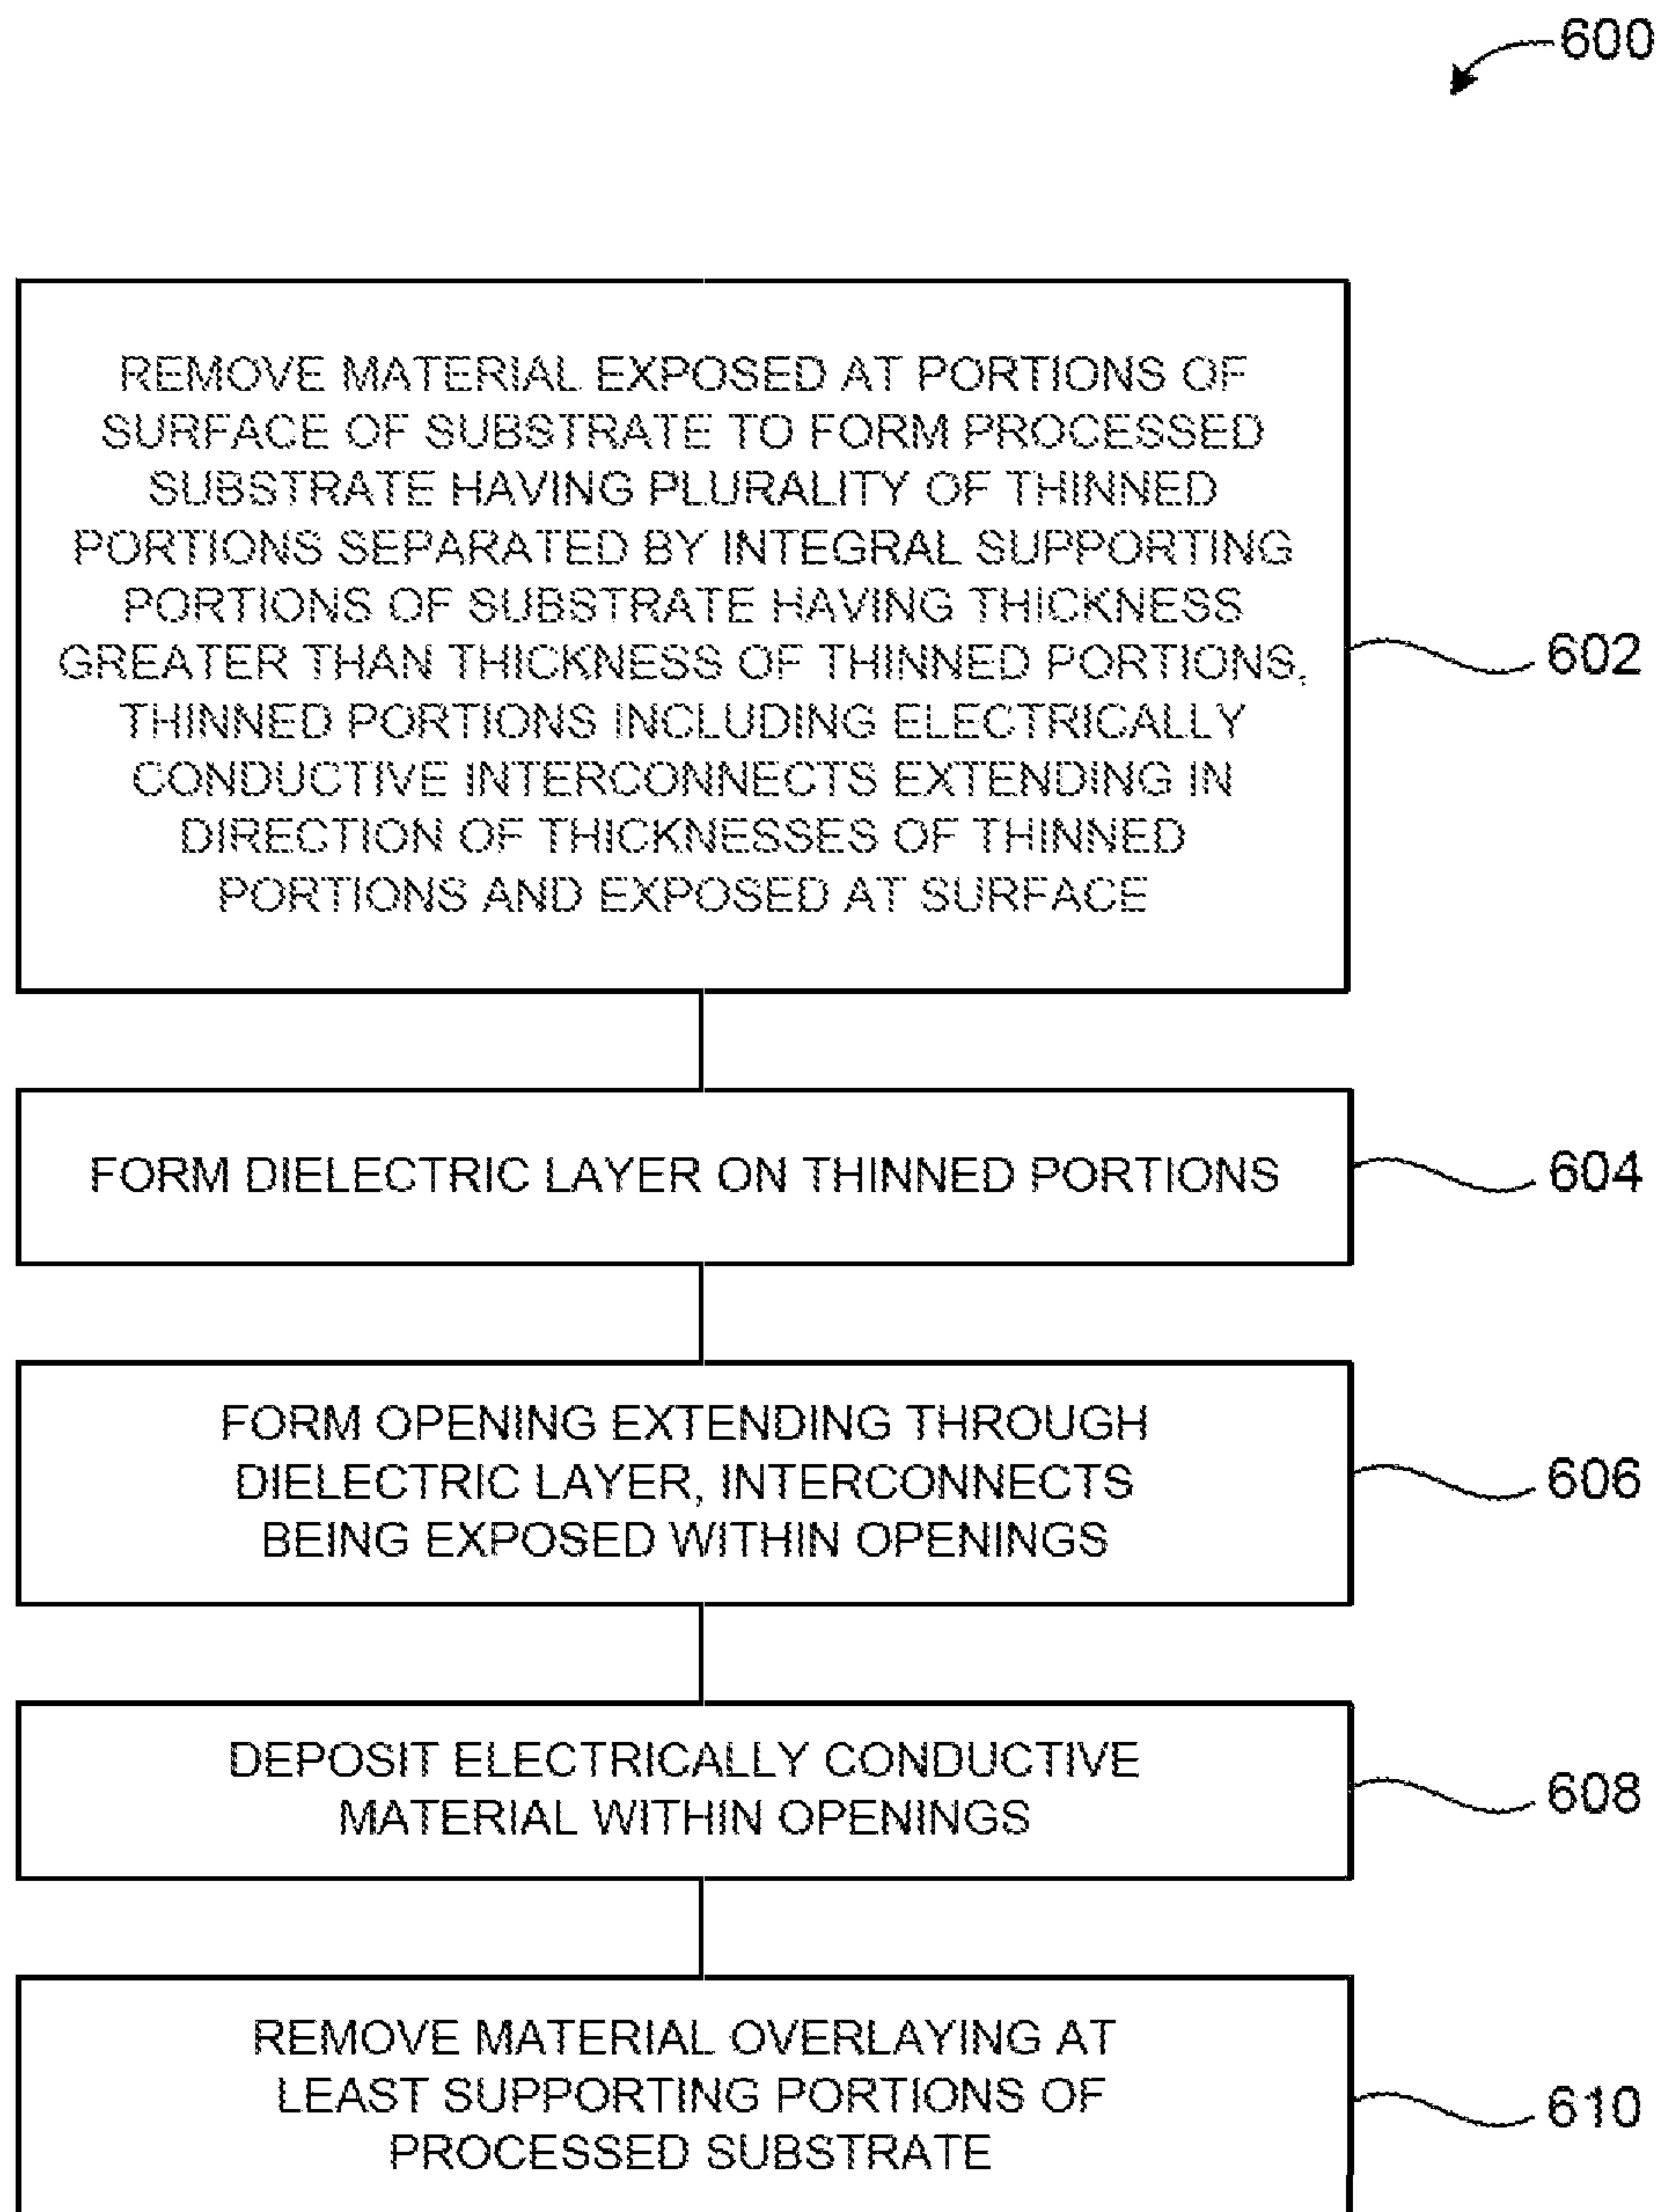 600
REMOVE MATERIAL EXPOSED AT PORTIONS OF
SURFACE OF SUBSTRATE TO FORM PROCESSED
SUBSTRATE HAVING PLURALITY OF THINNED
PORTIONS SEPARATED BY INTEGRAL SUPPORTING
PORTIONS OF SUBSTRATE HAVING THICKNESS
GREATER THAN THICKNESS OF THINNED PORTIONS,
THINNED PORTIONS INCLUDING ELECTRICALLY
CONDUCTIVE INTERCONNECTS EXTENDING IN
DIRECTION OF THICKNESSES OF THINNED
PORTIONS AND EXPOSED AT SURFACE
602
FORM DIELECTRIC LAYER ON THINNED PORTIONS
604
FORM OPENING EXTENDING THROUGH
DIELECTRIC LAYER, INTERCONNECTS
BEING EXPOSED WITHIN OPENINGS
606
DEPOSIT ELECTRICALLY CONDUCTIVE
MATERIAL WITHIN OPENINGS
608
REMOVE MATERIAL OVERLAYING AT
LEAST SUPPORTING PORTIONS OF
PROCESSED SUBSTRATE
610